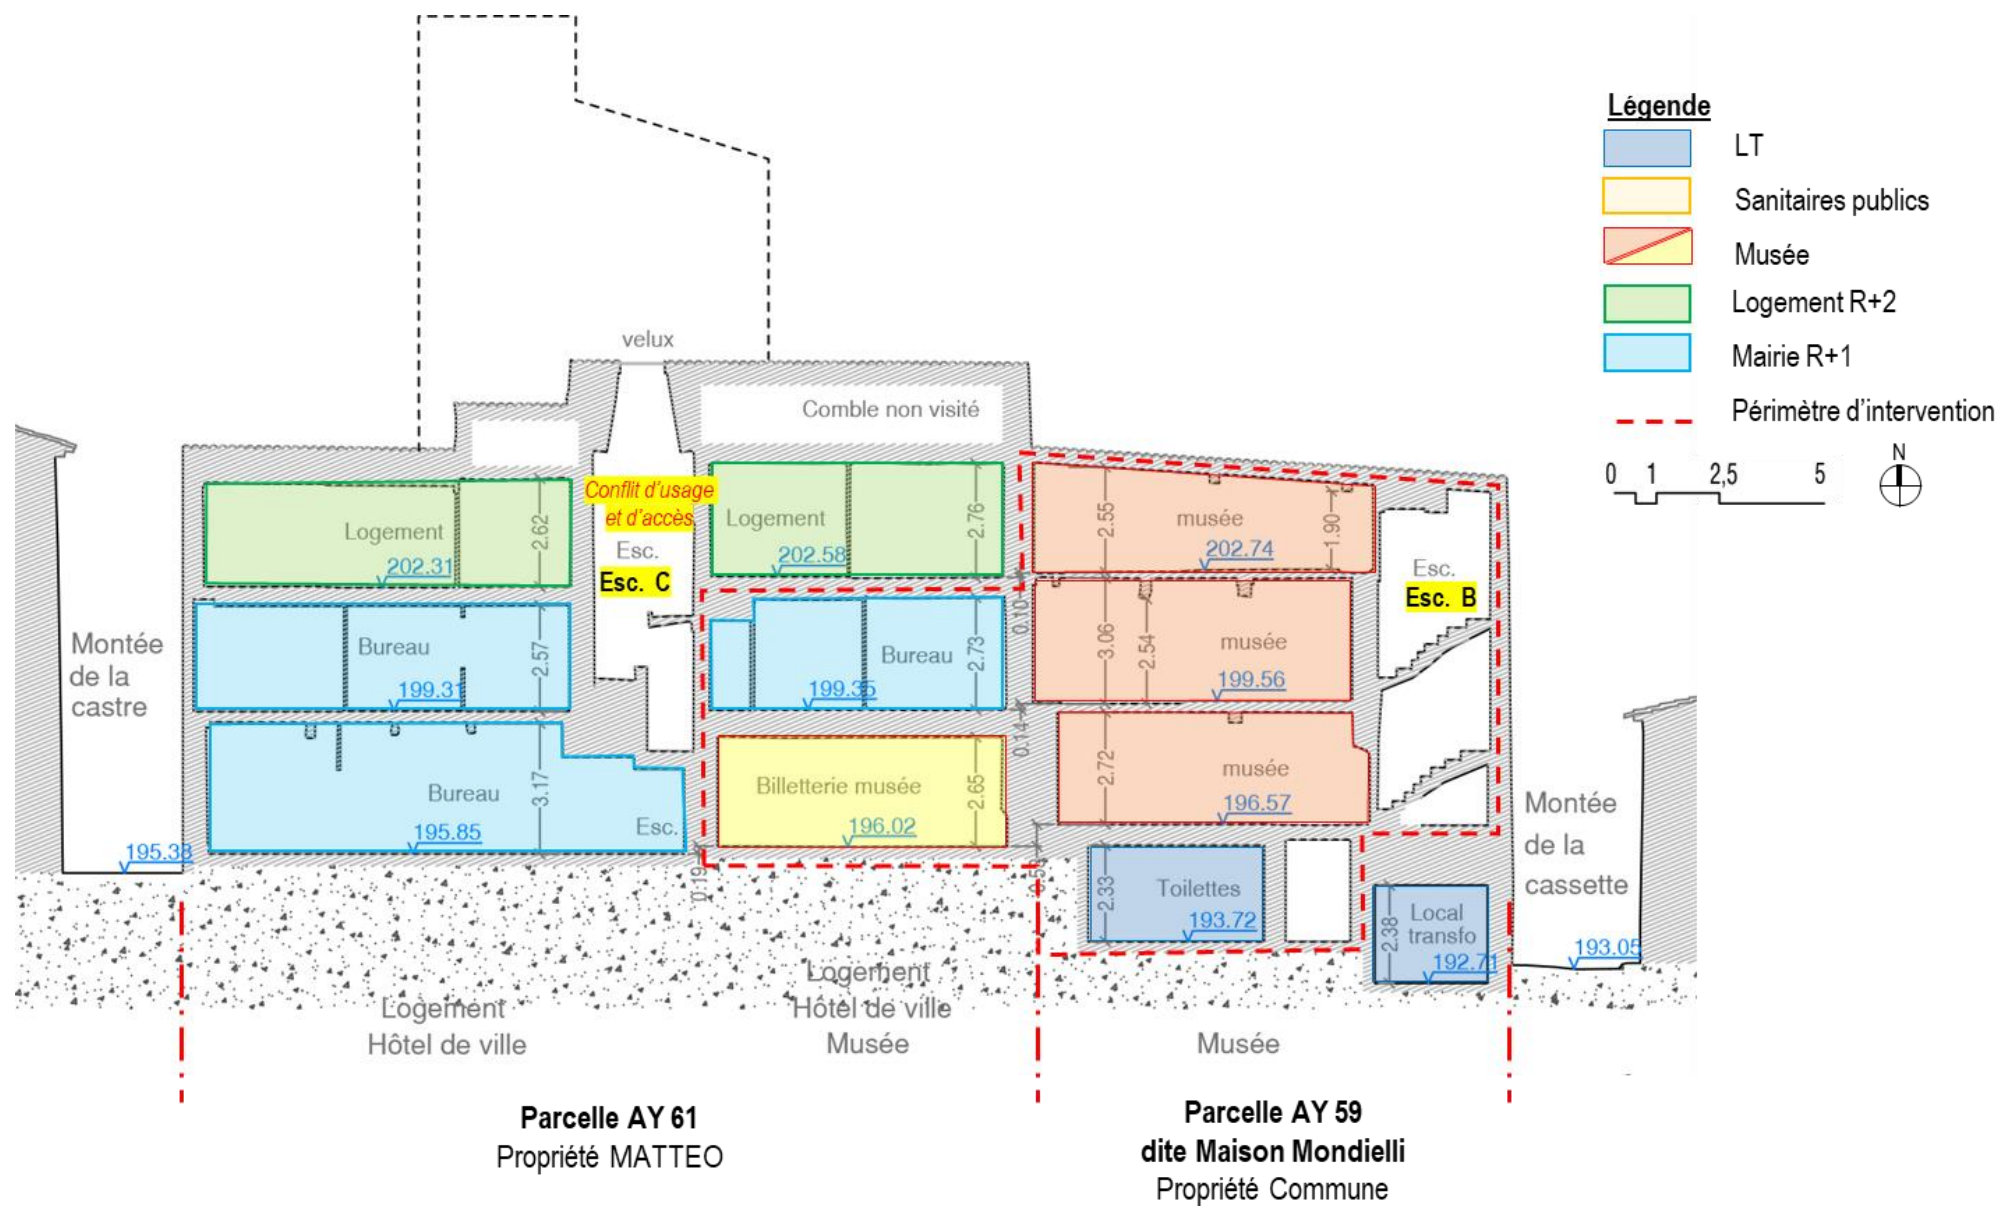 Légende
LT
Sanitaires publics
Musée
Logement R+2
Mairie R+1
Périmètre d'intervention
N
0 1 2,5 5
velux
Comble non visité
Conflit d'usage
et d'accès
Logement
202.31
2.62
Esc.
Esc. C
Logement
202.58
2.76
musée
202.74
2.55
1.90
Esc.
Esc. B
0.10
Montée
de la
castre
195.38
Bureau
199.31
2.57
Bureau
199.35
2.73
musée
199.56
3.06
2.54
0.14
Bureau
195.85
3.17
Esc.
0.19
Billetterie musée
196.02
2.65
musée
196.57
2.72
Toilettes
193.72
2.33
Local
transfo
192.71
2.38
Montée
de la
cassette
193.05
Logement
Hôtel de ville
Logement
Hôtel de ville
Musée
Musée
Parcelle AY 61
Propriété MATTEO
Parcelle AY 59
dite Maison Mondielli
Propriété Commune